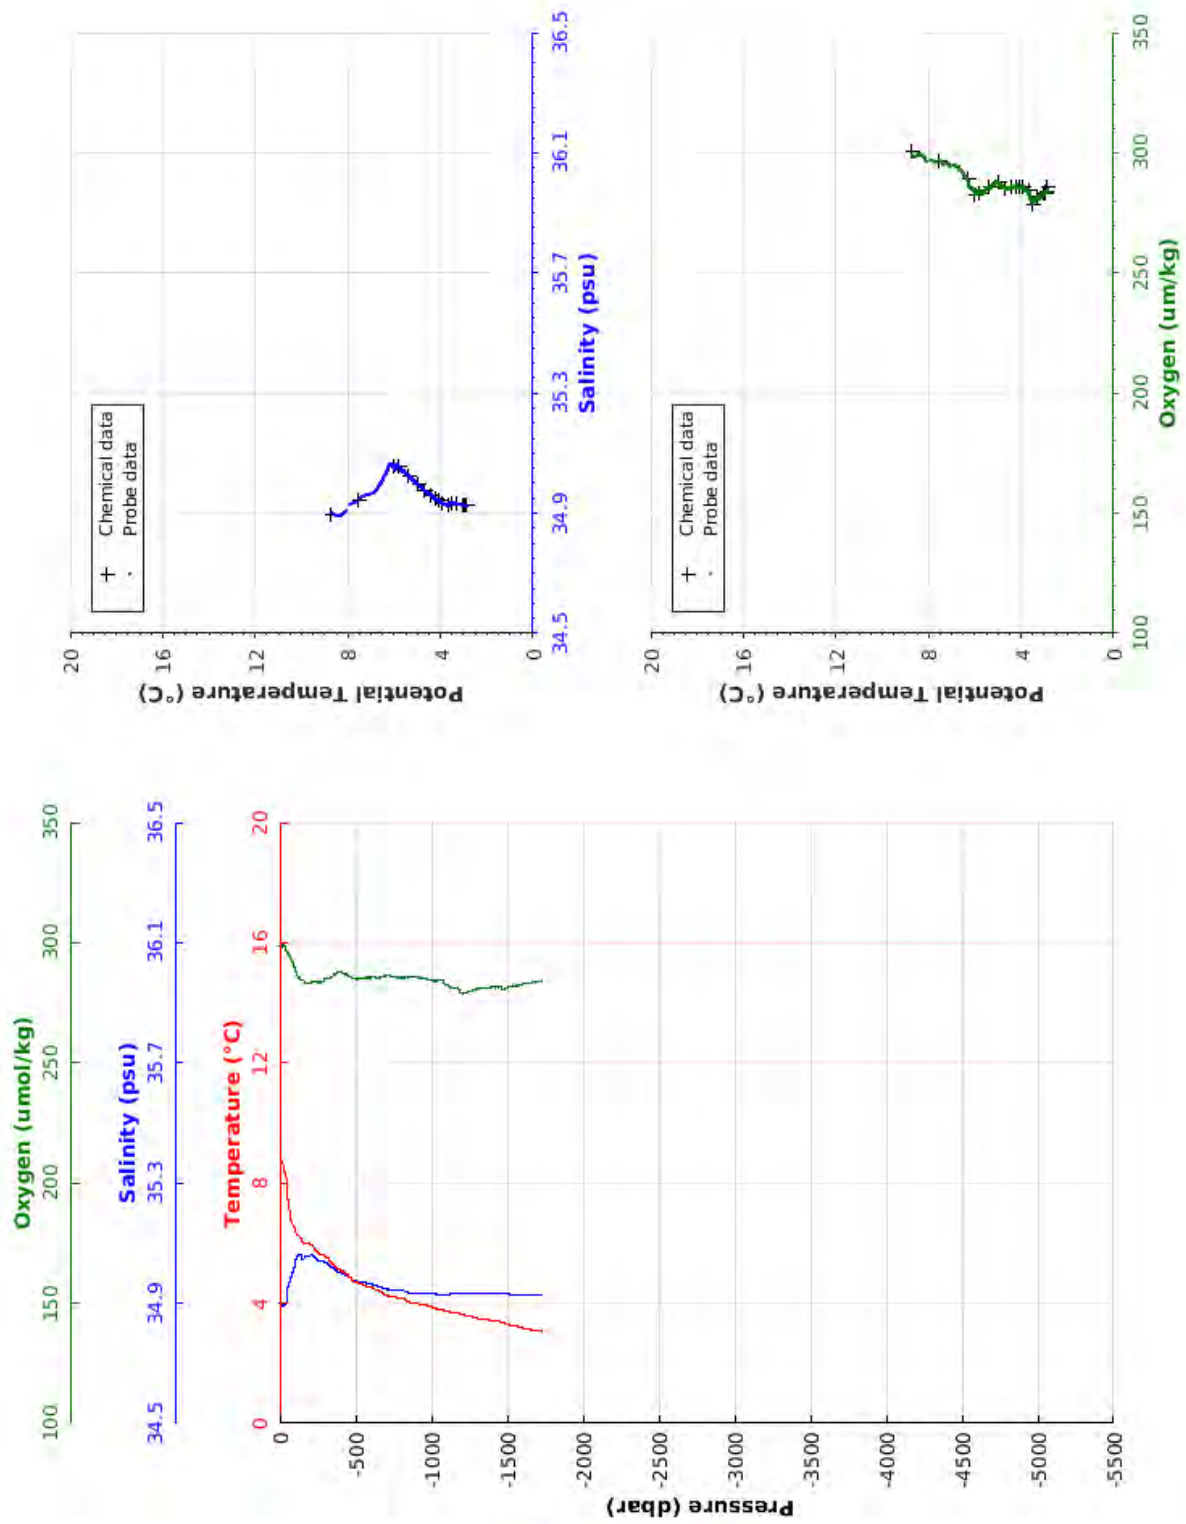 Oxygen (umol/kg)
100 150 200 250 300 350
Salinity (psu)
34.5 34.9 35.3 35.7 36.1 36.5
Temperature (°C)
0 4 8 12 16 20
0
-500
-1000
-1500
-2000
-2500
-3000
-3500
-4000
-4500
-5000
-5500
Pressure (dbar)
20
16
12
8
4
0
Potential Temperature (°C)
+ Chemical data
. Probe data
34.5 34.9 35.3 35.7 36.1 36.5
Salinity (psu)
20
16
12
8
4
0
Potential Temperature (°C)
+ Chemical data
. Probe data
100 150 200 250 300 350
Oxygen (um/kg)